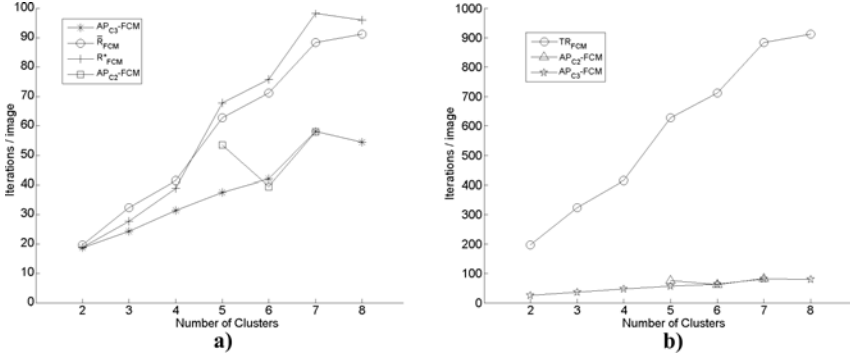 100
90
80
70
60
50
40
30
20
10
0
Iterations / image
AP_C3-FCM
R̄_FCM
R*_FCM
AP_C2-FCM
2 3 4 5 6 7 8
Number of Clusters
a)
1000
900
800
700
600
500
400
300
200
100
0
Iterations / image
TR_FCM
AP_C2-FCM
AP_C3-FCM
2 3 4 5 6 7 8
Number of Clusters
b)